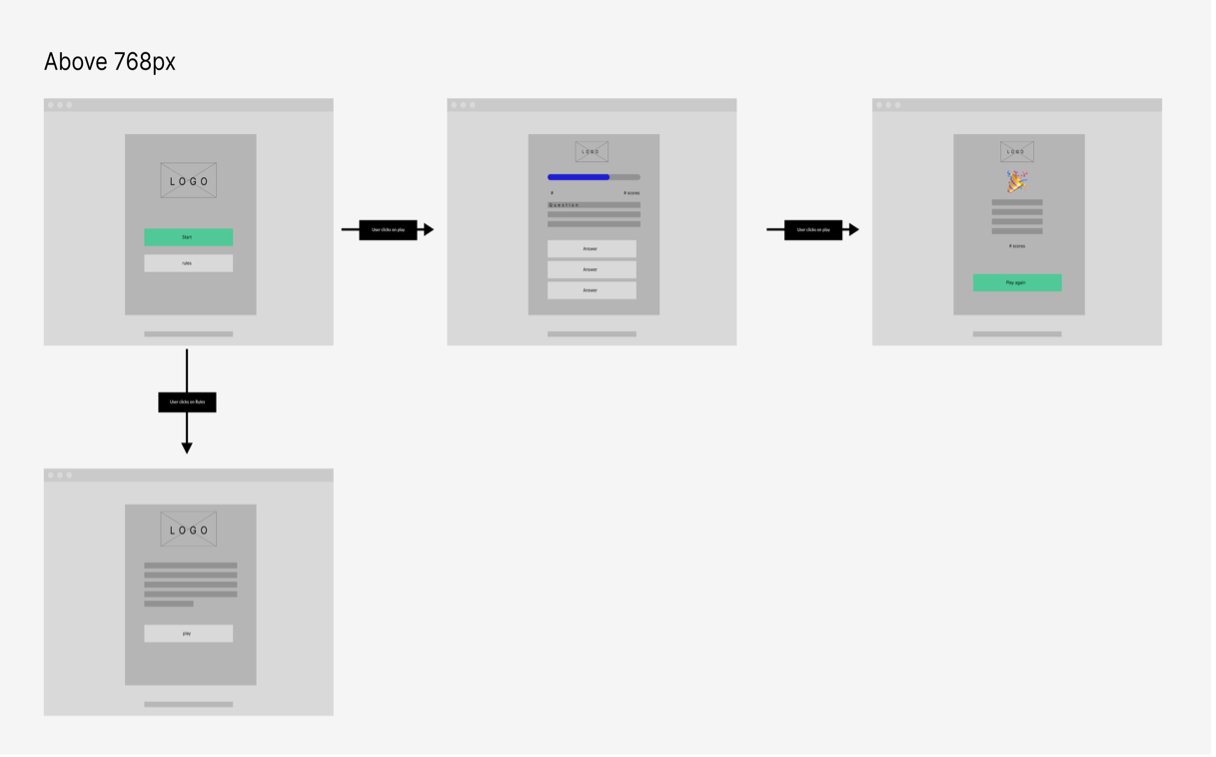 Above 768px
LOGO
Start
rules
User clicks on play
LOGO
#
# scores
Question
Answer
Answer
Answer
User clicks on play
LOGO
# scores
Play again
User clicks on Rules
LOGO
play